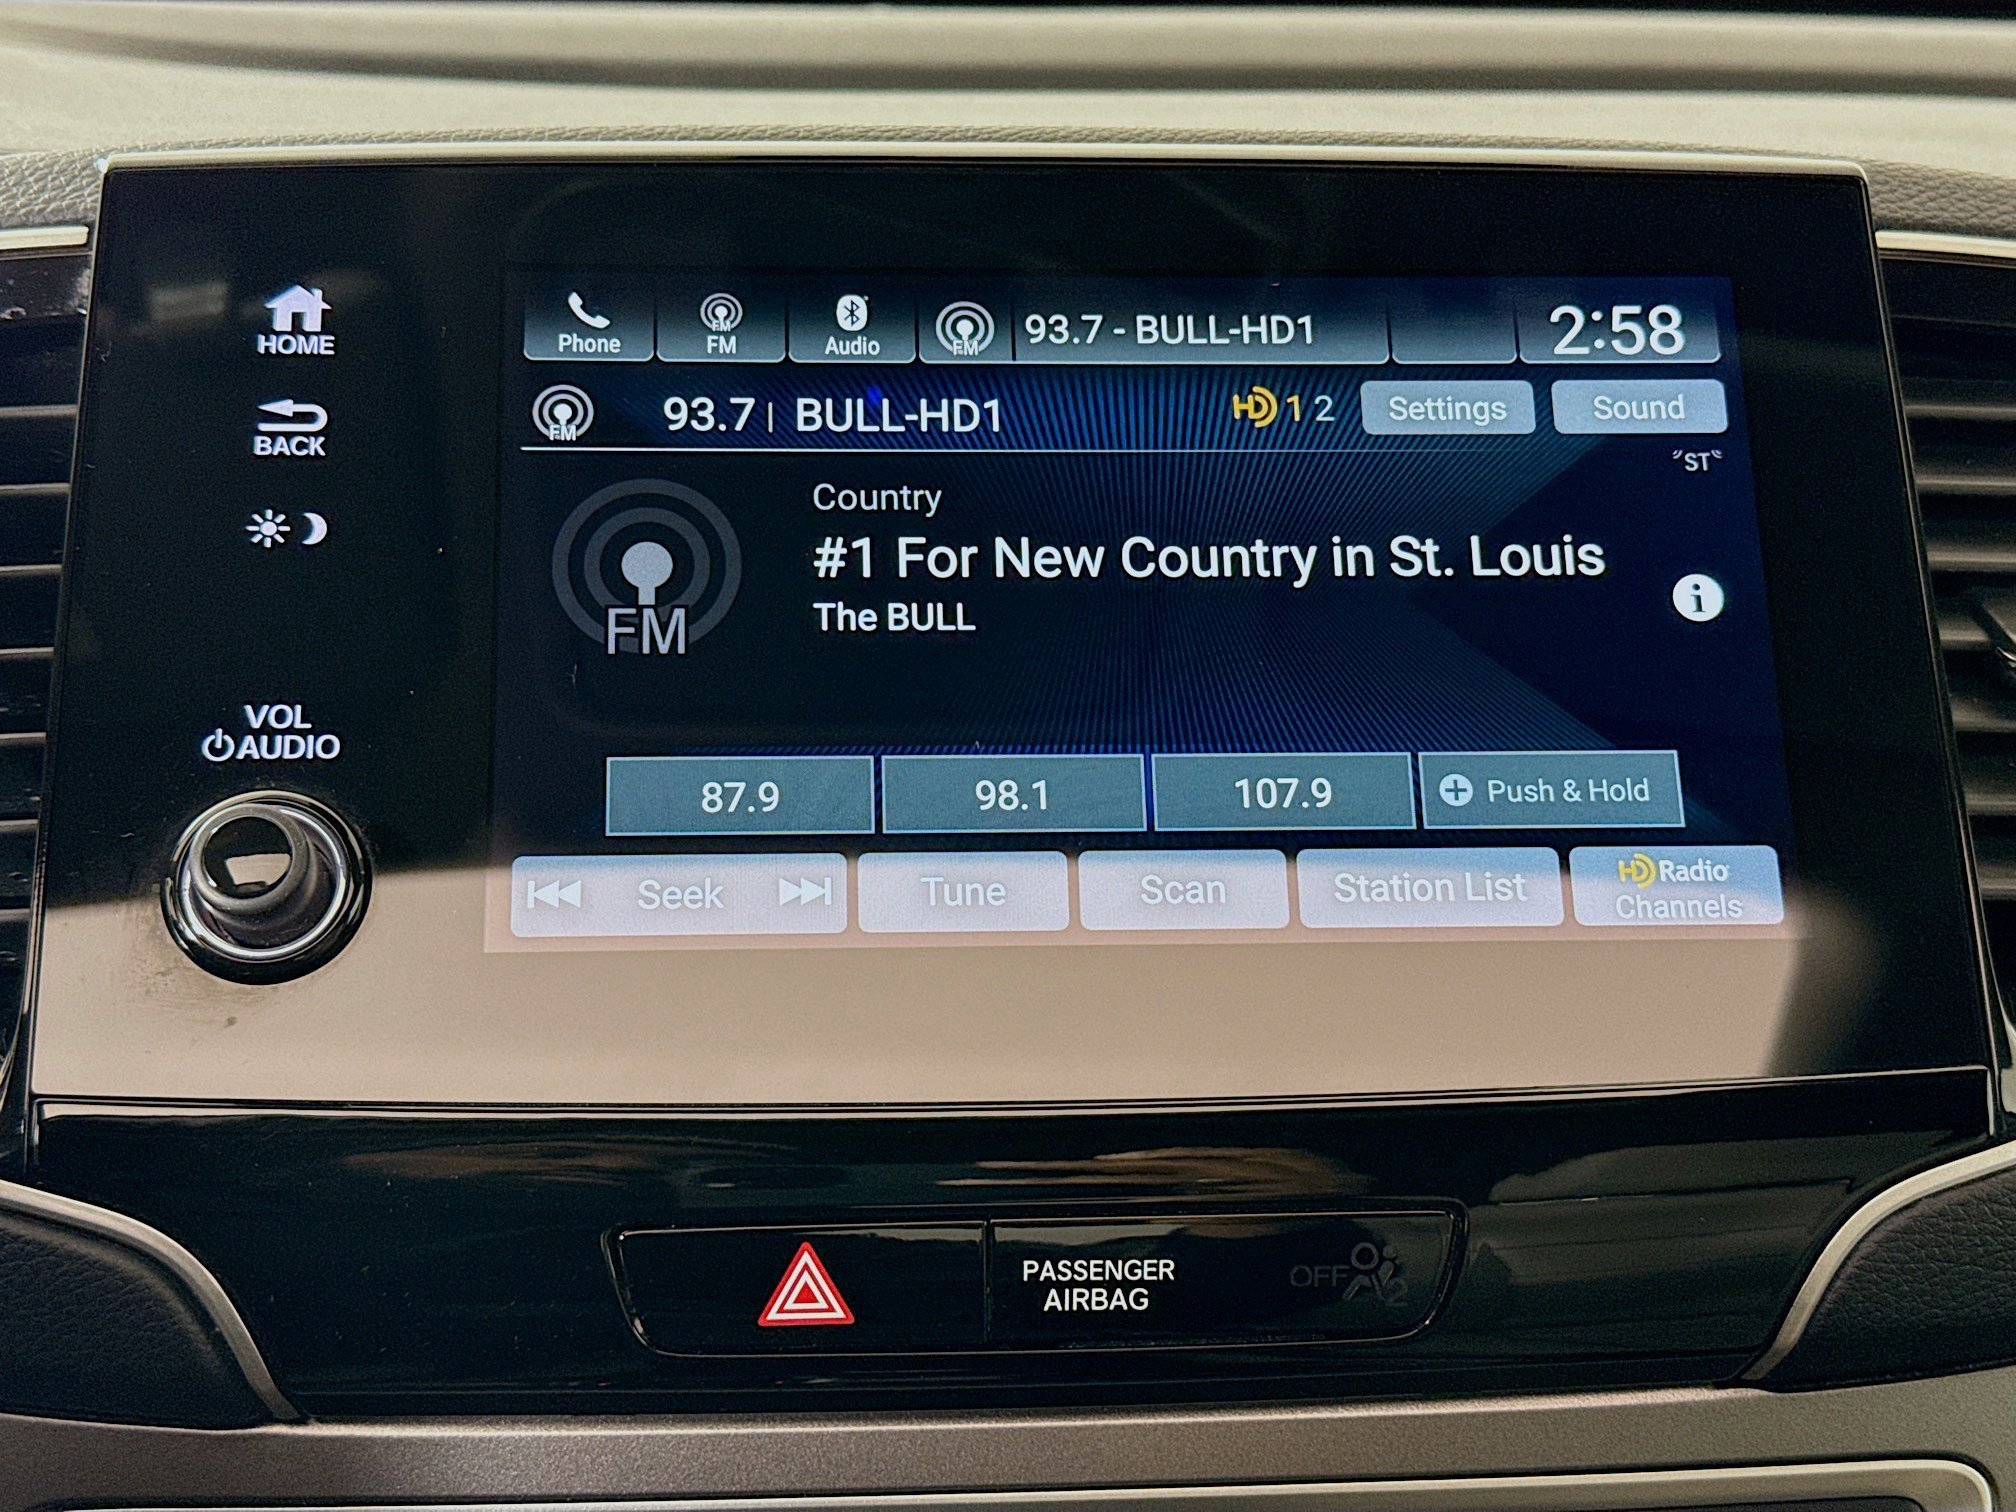 HOME
BACK
VOL
AUDIO
Phone
FM
FM
Audio
FM
93.7 - BULL-HD1
2:58
FM
93.7 | BULL-HD1
HD 1 2
Settings
Sound
"ST"
Country
#1 For New Country in St. Louis
The BULL
FM
i
87.9
98.1
107.9
Push & Hold
Seek
Tune
Scan
Station List
HD Radio
Channels
PASSENGER
AIRBAG
OFF
2